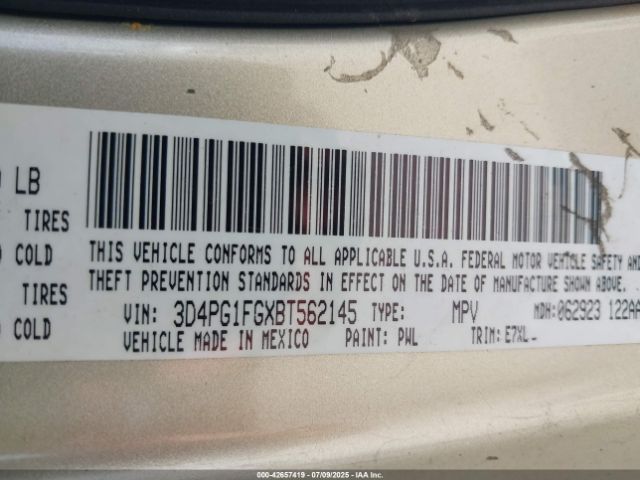 LB
TIRES
COLD
TIRES
COLD
THIS VEHICLE CONFORMS TO ALL APPLICABLE U.S.A. FEDERAL MOTOR VEHICLE SAFETY AND
THEFT PREVENTION STANDARDS IN EFFECT ON THE DATE OF MANUFACTURE SHOWN ABOVE.
VIN: 3D4PG1FGXBT562145 TYPE: MPV MDH: 062923 122AA
VEHICLE MADE IN MEXICO PAINT: PWL TRIM: E7XL-
000-42657419 - 07/09/2025 - IAA Inc.